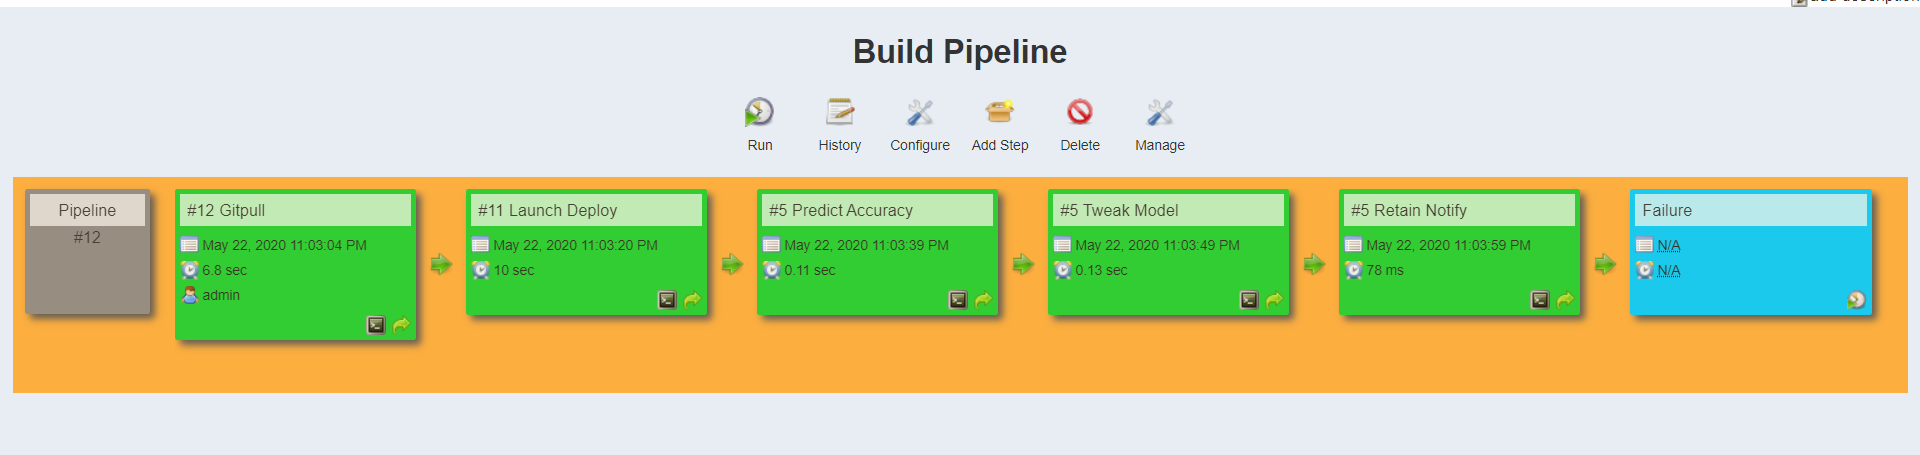 Build Pipeline
Run History Configure Add Step Delete Manage
Pipeline
#12
#12 Gitpull
May 22, 2020 11:03:04 PM
6.8 sec
admin
#11 Launch Deploy
May 22, 2020 11:03:20 PM
10 sec
#5 Predict Accuracy
May 22, 2020 11:03:39 PM
0.11 sec
#5 Tweak Model
May 22, 2020 11:03:49 PM
0.13 sec
#5 Retain Notify
May 22, 2020 11:03:59 PM
78 ms
Failure
N/A
N/A